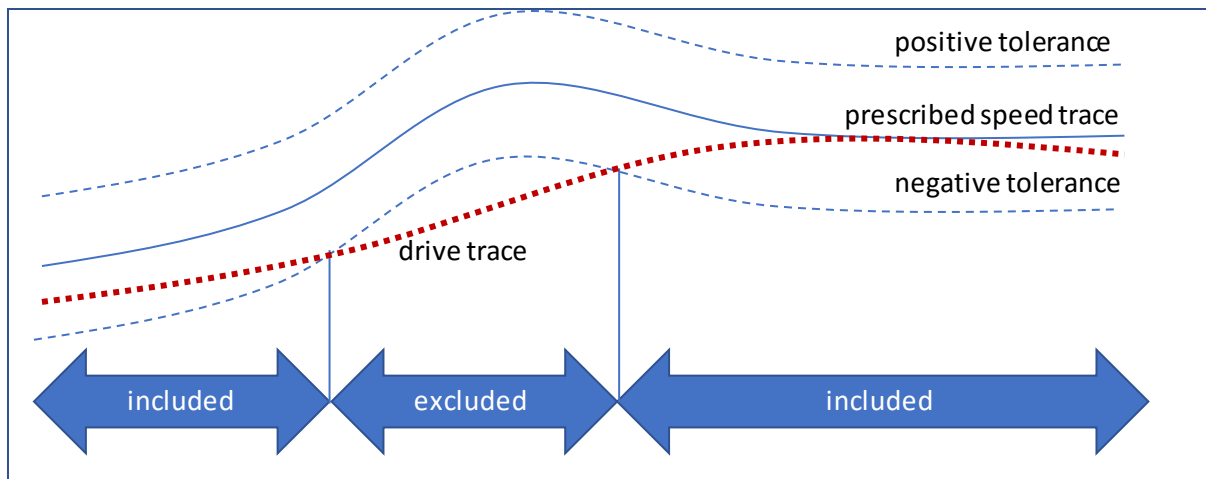 positive tolerance
prescribed speed trace
negative tolerance
drive trace
included
excluded
included